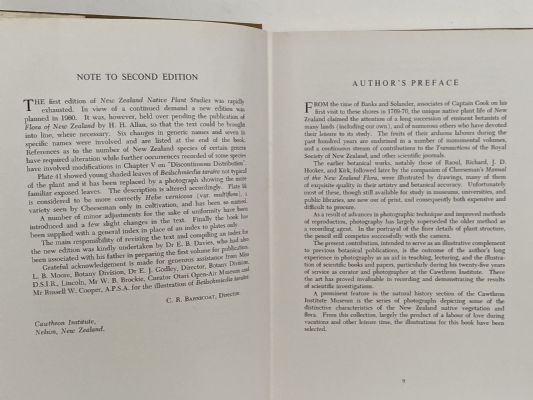 NOTE TO SECOND EDITION
THE first edition of New Zealand Native Plant Studies was rapidly
exhausted. In view of a continued demand a new edition was
planned in 1960. It was, however, held over pending the publication of
Flora of New Zealand by H. H. Allan, so that the text could be brought
into line, where necessary. Six changes in generic names and seven in
specific names were involved and are listed at the end of the book.
References as to the number of New Zealand species of certain genera
have required alteration while further occurrences recorded of some species
have involved modifications in Chapter V on "Discontinuous Distribution".
Plate 41 showed young shaded leaves of Beilschmiedia tarairi not typical
of the plant and it has been replaced by a photograph showing the more
familiar exposed leaves. The description is altered accordingly. Plate
is considered to be more correctly Hebe venustula
variety seen by Cheeseman only in cultivation, and has been so named.
A number of minor adjustments for the sake of uniformity have been
introduced and a few slight changes in the text. Finally the book has
been supplied with a general index in place of an index to plates only.
The main responsibility of revising the text and compiling an index for
the new edition was kindly undertaken by Dr E. B. Davies, who had also
been associated with his father in preparing the first volume for publication.
Grateful acknowledgement is made for generous assistance from Miss
L. B. Moore, Botany Division, Dr E. J. Godley, Director, Botany Division,
D.S.I.R., Lincoln, Mr W. B. Brockie, Curator Otari Open-Air Museum and
Mr Russell W. Cooper, A.P.S.A. for the illustration of Beilschmiedia tarairi
C. R. BARNICOAT, Director.
Cawthron Institute,
Nelson, New Zealand.
AUTHOR'S PREFACE
FROM the time of Banks and Solander, associates of Captain Cook on his
first visit to these shores in 1769-70, the unique native plant life of New
Zealand claimed the attention of a long succession of eminent botanists of
many lands (including our own), and of numerous others who have devoted
their leisure to its study. The fruits of their arduous labours during the
past hundred years are enshrined in a number of monumental volumes,
and a continuous stream of contributions to the Transactions of the Royal
Society of New Zealand, and other scientific journals.
The earlier botanical works, notably those of Raoul, Richard, J. D.
Hooker, and Kirk, followed later by the companion of Cheeseman's Manual
of the New Zealand Flora, were illustrated by drawings, many of them
of exquisite quality in their artistry and botanical accuracy. Unfortunately
most of these, though still available for study in museums, universities, and
public libraries, are now out of print, and consequently both expensive and
difficult to procure.
As a result of advances in photographic technique and improved methods
of reproduction, photography has largely superseded the older method as
a recording agent. In the portrayal of the finer details of plant structure,
the pencil still competes successfully with the camera.
The present contribution, intended to serve as an illustrative complement
to previous botanical publications, is the outcome of the author's long
experience in photography as an aid in teaching, lecturing, and the illustra-
tion of scientific books and papers, particularly during his twenty-five years
of service as curator and photographer at the Cawthron Institute. There
the art has proved invaluable in recording and demonstrating the results
of scientific investigations.
A prominent feature in the natural history section of the Cawthron
Institute Museum is the series of photographs depicting some of the
distinctive characteristics of the New Zealand native vegetation and
flora. From this collection, largely the product of a labour of love during
vacations and other leisure time, the illustrations for this book have been
selected.
9